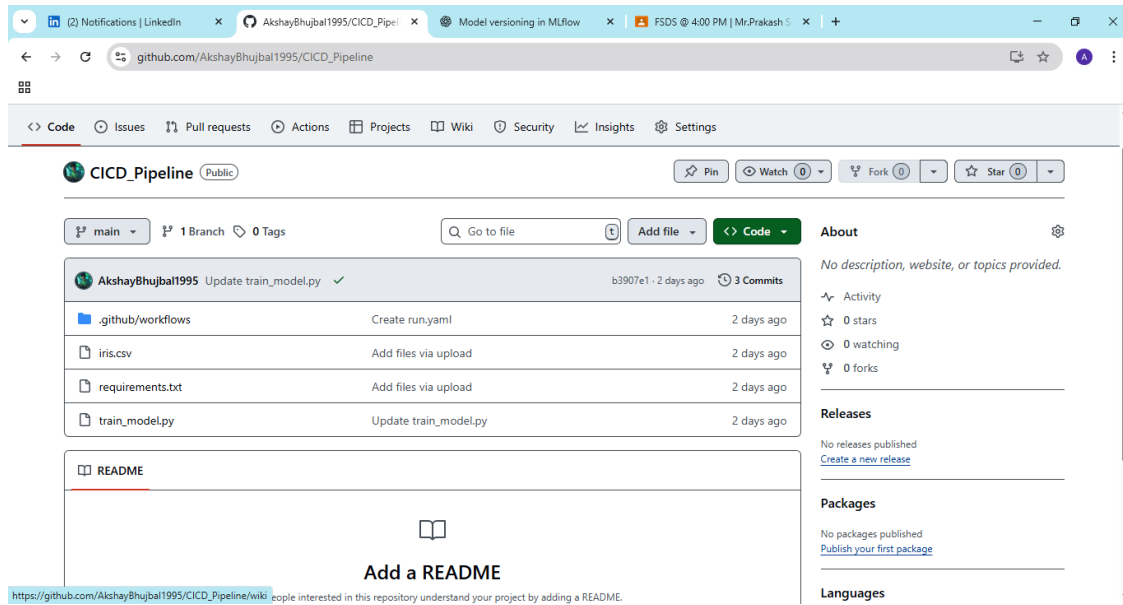 (2) Notifications | LinkedIn
AkshayBhujbal1995/CICD_Pipeli
Model versioning in MLflow
FSDS @ 4:00 PM | Mr.Prakash S
github.com/AkshayBhujbal1995/CICD_Pipeline
A
Code Issues Pull requests Actions Projects Wiki Security Insights Settings
CICD_Pipeline Public
Pin Watch 0 Fork 0 Star 0
main 1 Branch 0 Tags
Go to file t Add file Code
AkshayBhujbal1995 Update train_model.py b3907e1 · 2 days ago 3 Commits
.github/workflows Create run.yaml 2 days ago
iris.csv Add files via upload 2 days ago
requirements.txt Add files via upload 2 days ago
train_model.py Update train_model.py 2 days ago
README
Add a README
eople interested in this repository understand your project by adding a README.
About
No description, website, or topics provided.
Activity
0 stars
0 watching
0 forks
Releases
No releases published
Create a new release
Packages
No packages published
Publish your first package
Languages
https://github.com/AkshayBhujbal1995/CICD_Pipeline/wiki